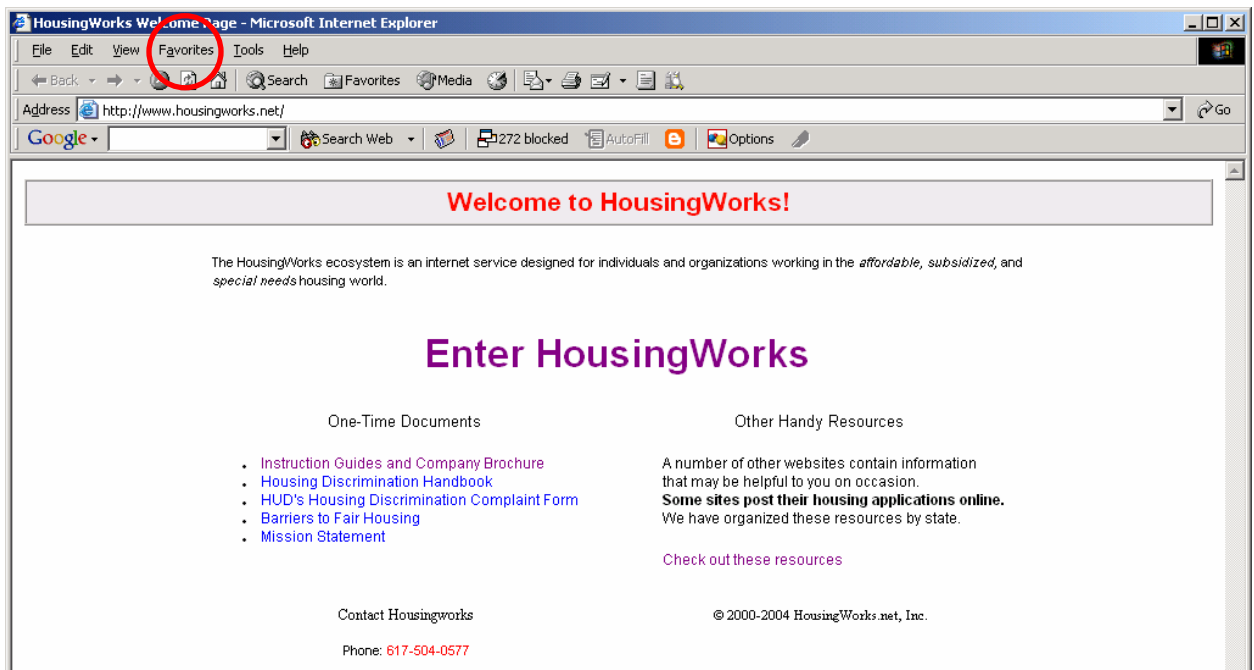 HousingWorks Welcome Page - Microsoft Internet Explorer
File Edit View Favorites Tools Help
Back Search Favorites Media
Address http://www.housingworks.net/ Go
Google Search Web 272 blocked AutoFill Options
Welcome to HousingWorks!
The HousingWorks ecosystem is an internet service designed for individuals and organizations working in the affordable, subsidized, and
special needs housing world.
Enter HousingWorks
One-Time Documents
• Instruction Guides and Company Brochure
• Housing Discrimination Handbook
• HUD's Housing Discrimination Complaint Form
• Barriers to Fair Housing
• Mission Statement
Other Handy Resources
A number of other websites contain information
that may be helpful to you on occasion.
Some sites post their housing applications online.
We have organized these resources by state.
Check out these resources
Contact Housingworks
Phone: 617-504-0577
© 2000-2004 HousingWorks.net, Inc.